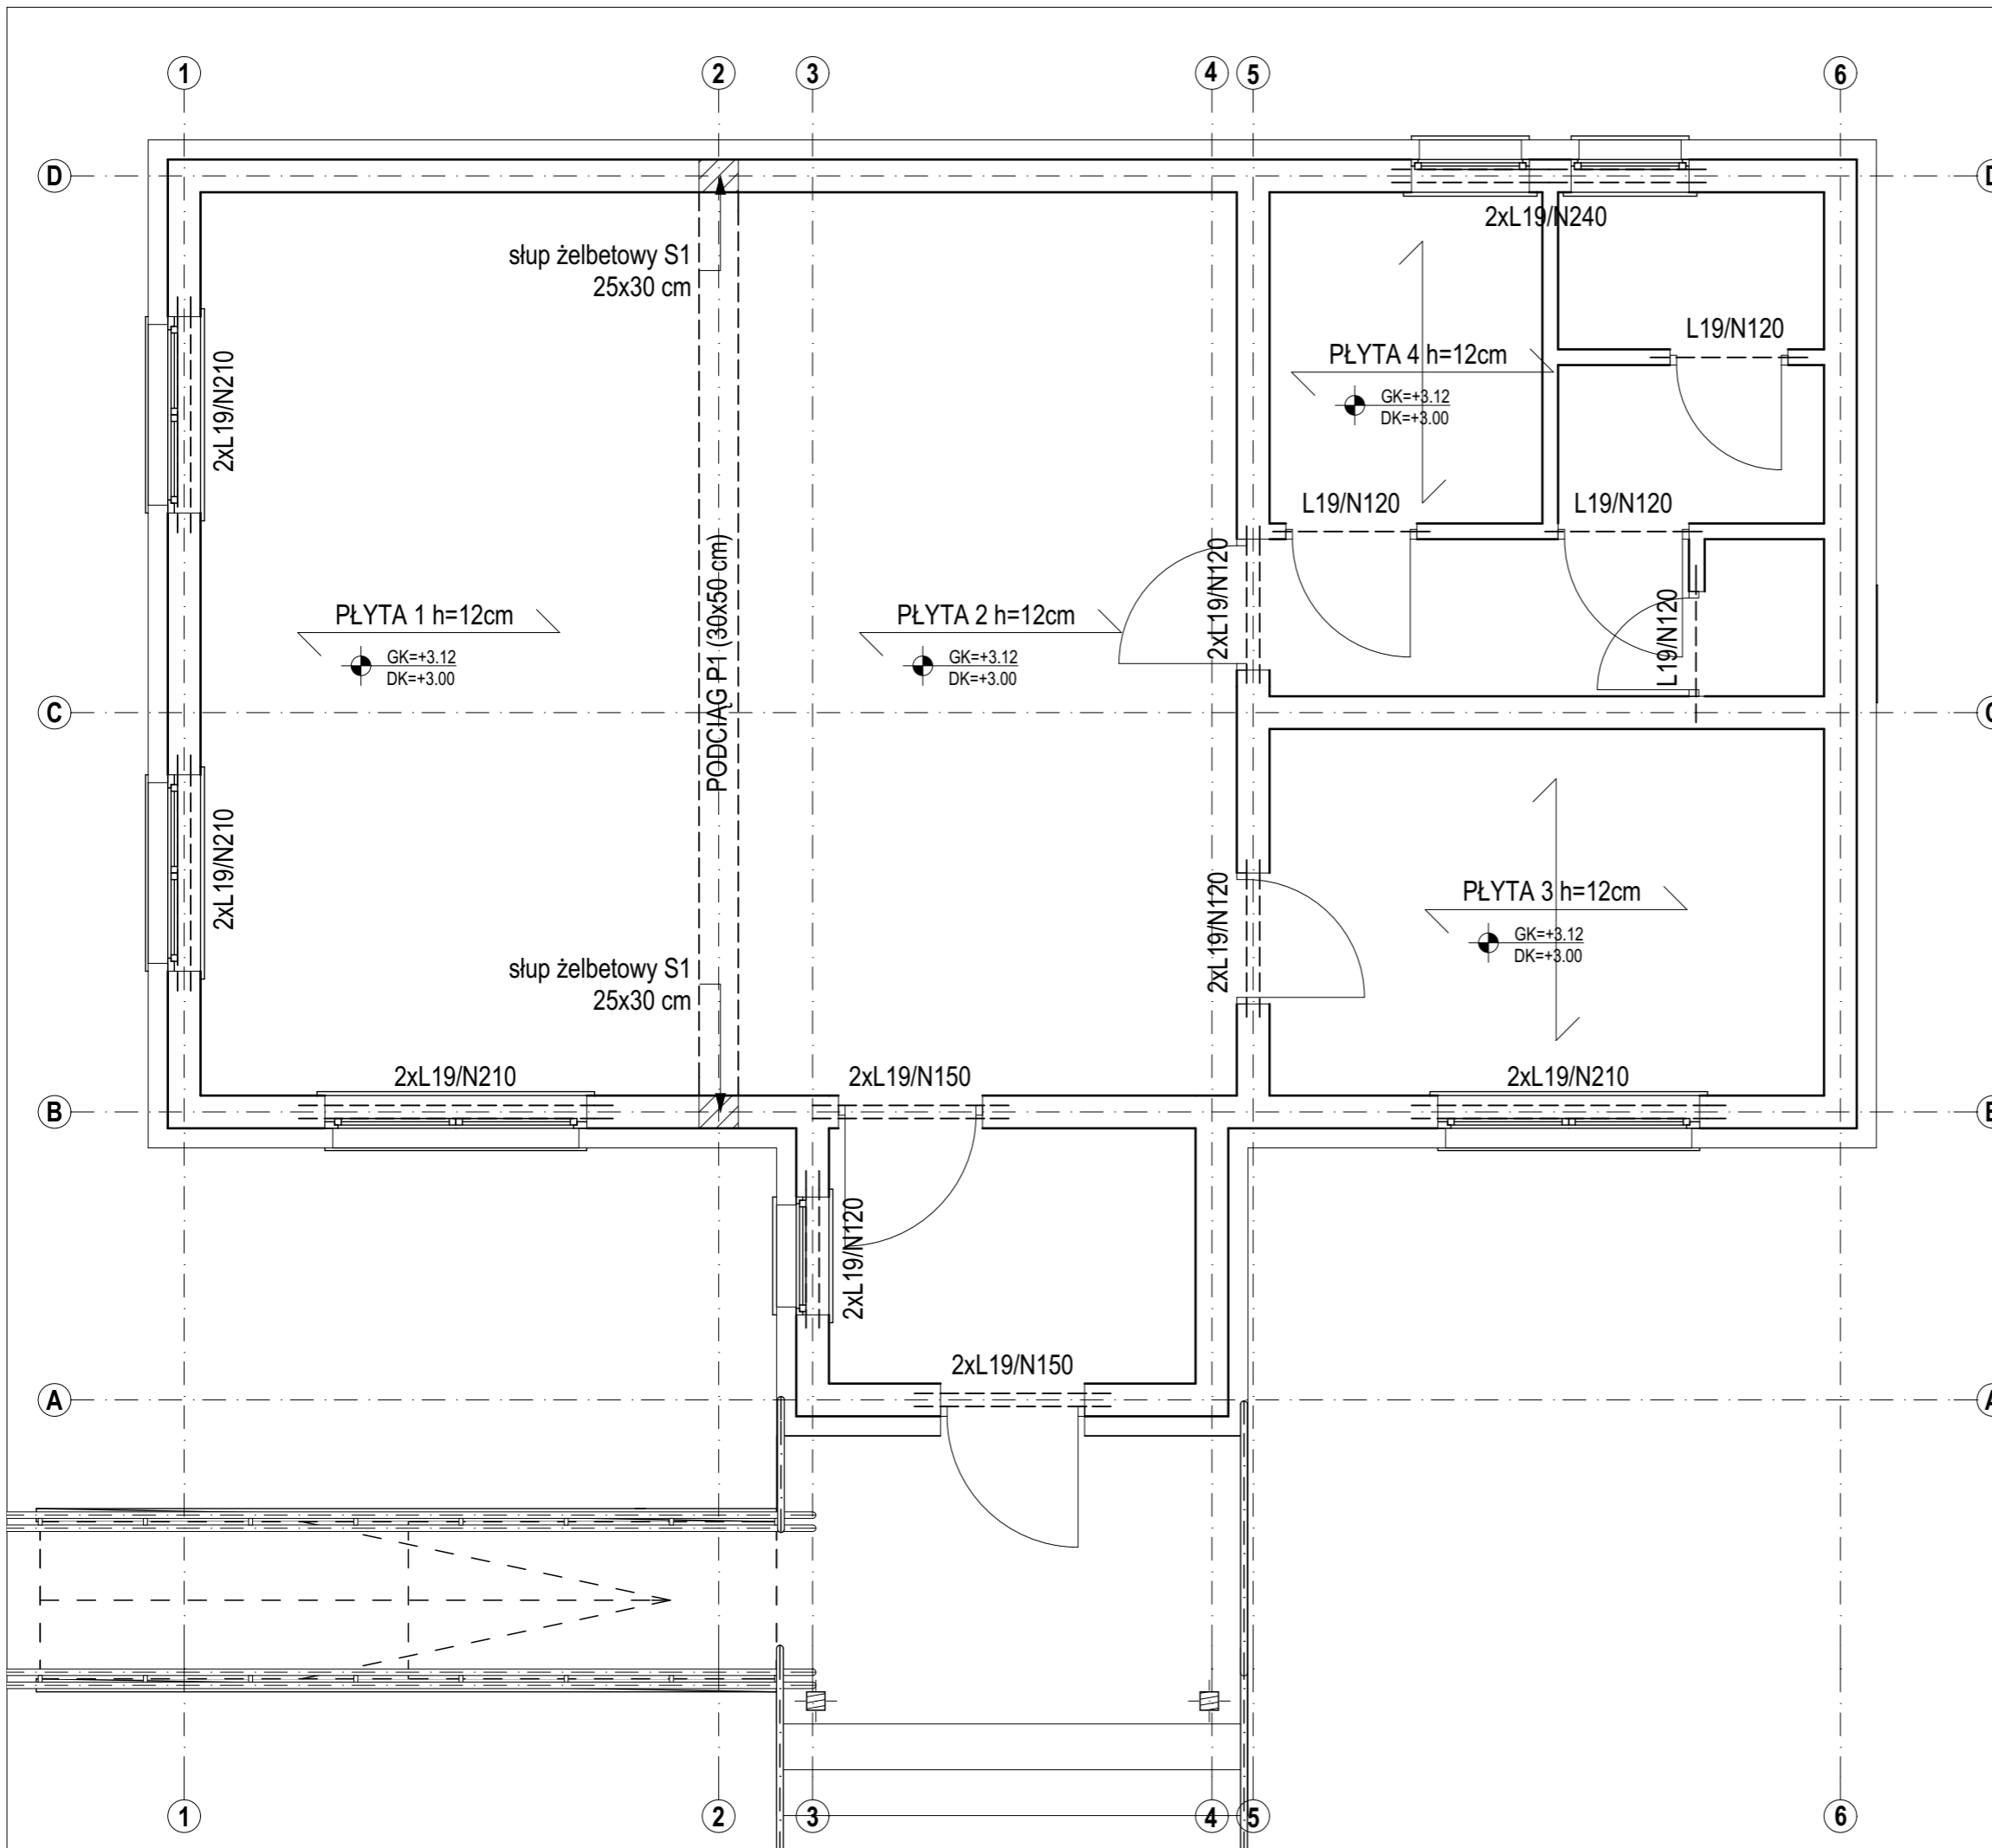 1 2 3 4 5 6
D D
2xL19/N240
słup żelbetowy S1
25x30 cm
L19/N120
PŁYTA 4 h=12cm
GK=+3.12
DK=+3.00
2xL19/N210
L19/N120 L19/N120
2xL19/N120
L19/N120
PŁYTA 1 h=12cm
GK=+3.12
DK=+3.00
PODCIĄG P1 (30x50 cm)
PŁYTA 2 h=12cm
GK=+3.12
DK=+3.00
C C
2xL19/N210
2xL19/N120
PŁYTA 3 h=12cm
GK=+3.12
DK=+3.00
słup żelbetowy S1
25x30 cm
2xL19/N210 2xL19/N150 2xL19/N210
B B
2xL19/N120
2xL19/N150
A A
1 2 3 4 5 6